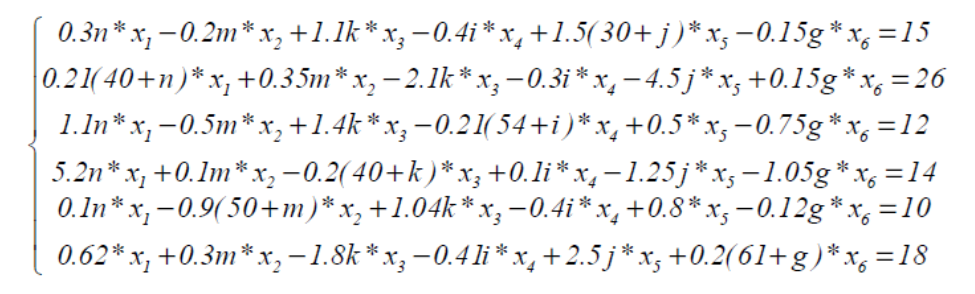 0.3n*x₁−0.2m*x₂+1.1k*x₃−0.4i*x₄+1.5(30+j)*x₅−0.15g*x₆=15
0.21(40+n)*x₁+0.35m*x₂−2.1k*x₃−0.3i*x₄−4.5j*x₅+0.15g*x₆=26
1.1n*x₁−0.5m*x₂+1.4k*x₃−0.21(54+i)*x₄+0.5*x₅−0.75g*x₆=12
5.2n*x₁+0.1m*x₂−0.2(40+k)*x₃+0.1i*x₄−1.25j*x₅−1.05g*x₆=14
0.1n*x₁−0.9(50+m)*x₂+1.04k*x₃−0.4i*x₄+0.8*x₅−0.12g*x₆=10
0.62*x₁+0.3m*x₂−1.8k*x₃−0.41i*x₄+2.5j*x₅+0.2(61+g)*x₆=18